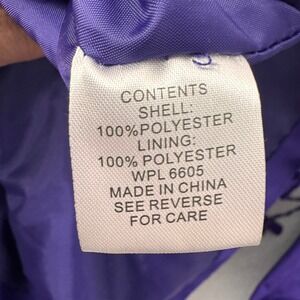 CONTENTS
SHELL:
100%POLYESTER
LINING:
100% POLYESTER
WPL 6605
MADE IN CHINA
SEE REVERSE
FOR CARE